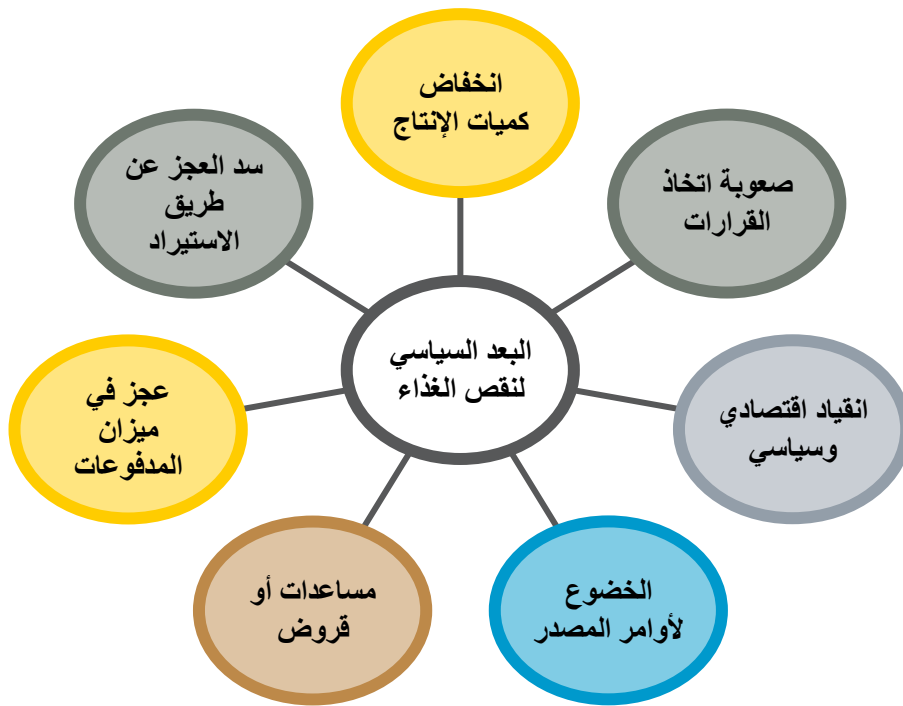 انخفاض
كميات الإنتاج
صعوبة اتخاذ
القرارات
انقياد اقتصادي
وسياسي
الخضوع
لأوامر المصدر
مساعدات أو
قروض
عجز في
ميزان
المدفوعات
سد العجز عن
طريق
الاستيراد
البعد السياسي
لنقص الغذاء